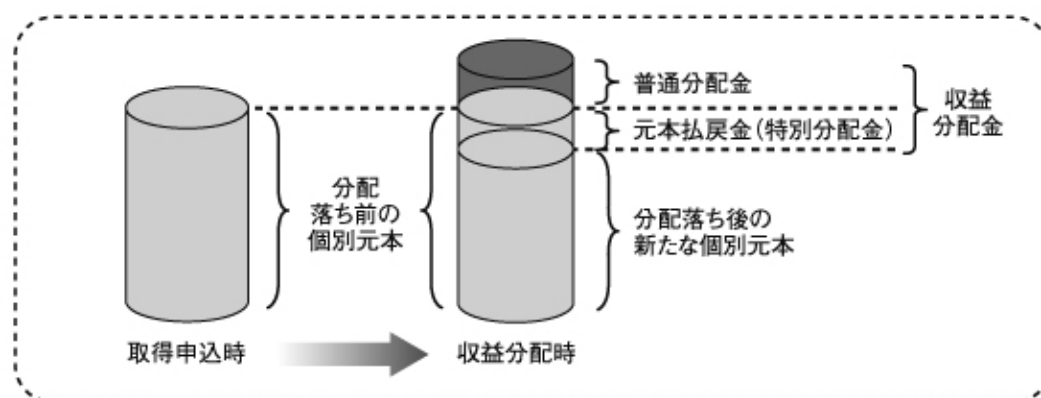 普通分配金
収益
分配金
元本払戻金(特別分配金)
分配
落ち前の
個別元本
分配落ち後の
新たな個別元本
取得申込時
収益分配時